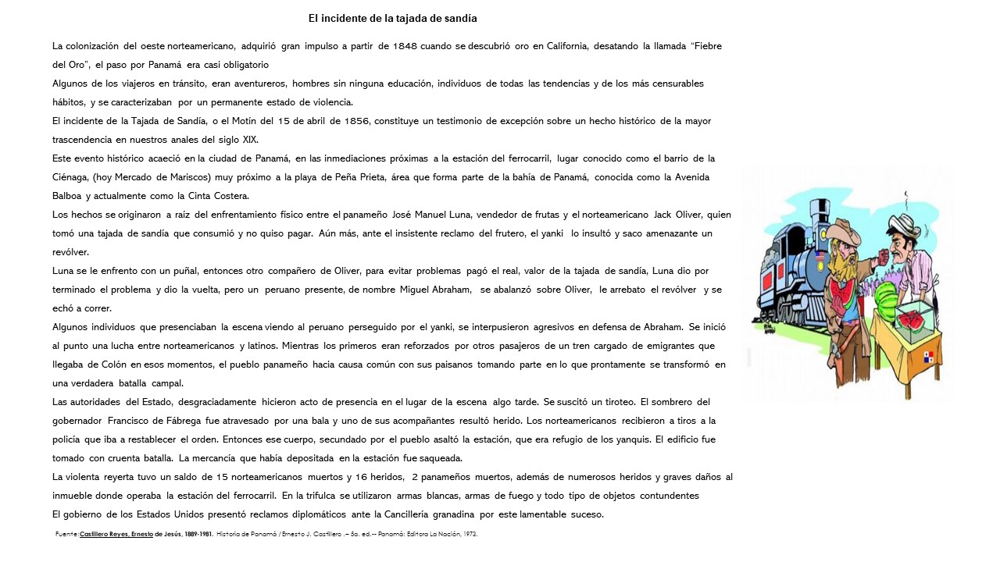 El incidente de la tajada de sandía
La colonización del oeste norteamericano, adquirió gran impulso a partir de 1848 cuando se descubrió oro en California, desatando la llamada “Fiebre
del Oro”, el paso por Panamá era casi obligatorio
Algunos de los viajeros en tránsito, eran aventureros, hombres sin ninguna educación, individuos de todas las tendencias y de los más censurables
hábitos, y se caracterizaban por un permanente estado de violencia.
El incidente de la Tajada de Sandía, o el Motín del 15 de abril de 1856, constituye un testimonio de excepción sobre un hecho histórico de la mayor
trascendencia en nuestros anales del siglo XIX.
Este evento histórico acaeció en la ciudad de Panamá, en las inmediaciones próximas a la estación del ferrocarril, lugar conocido como el barrio de la
Ciénaga, (hoy Mercado de Mariscos) muy próximo a la playa de Peña Prieta, área que forma parte de la bahía de Panamá, conocida como la Avenida
Balboa y actualmente como la Cinta Costera.
Los hechos se originaron a raíz del enfrentamiento físico entre el panameño José Manuel Luna, vendedor de frutas y el norteamericano Jack Oliver, quien
tomó una tajada de sandía que consumió y no quiso pagar. Aún más, ante el insistente reclamo del frutero, el yanki lo insultó y saco amenazante un
revólver.
Luna se le enfrento con un puñal, entonces otro compañero de Oliver, para evitar problemas pagó el real, valor de la tajada de sandía, Luna dio por
terminado el problema y dio la vuelta, pero un peruano presente, de nombre Miguel Abraham, se abalanzó sobre Oliver, le arrebato el revólver y se
echó a correr.
Algunos individuos que presenciaban la escena viendo al peruano perseguido por el yanki, se interpusieron agresivos en defensa de Abraham. Se inició
al punto una lucha entre norteamericanos y latinos. Mientras los primeros eran reforzados por otros pasajeros de un tren cargado de emigrantes que
llegaba de Colón en esos momentos, el pueblo panameño hacia causa común con sus paisanos tomando parte en lo que prontamente se transformó en
una verdadera batalla campal.
Las autoridades del Estado, desgraciadamente hicieron acto de presencia en el lugar de la escena algo tarde. Se suscitó un tiroteo. El sombrero del
gobernador Francisco de Fábrega fue atravesado por una bala y uno de sus acompañantes resultó herido. Los norteamericanos recibieron a tiros a la
policía que iba a restablecer el orden. Entonces ese cuerpo, secundado por el pueblo asaltó la estación, que era refugio de los yanquis. El edificio fue
tomado con cruenta batalla. La mercancía que había depositada en la estación fue saqueada.
La violenta reyerta tuvo un saldo de 15 norteamericanos muertos y 16 heridos, 2 panameños muertos, además de numerosos heridos y graves daños al
inmueble donde operaba la estación del ferrocarril. En la trifulca se utilizaron armas blancas, armas de fuego y todo tipo de objetos contundentes
El gobierno de los Estados Unidos presentó reclamos diplomáticos ante la Cancillería granadina por este lamentable suceso.
Fuente:Castillero Reyes, Ernesto de Jesús, 1889-1981. Historia de Panamá / Ernesto J. Castillero .-- 5a. ed.-- Panamá: Editora La Nación, 1973.